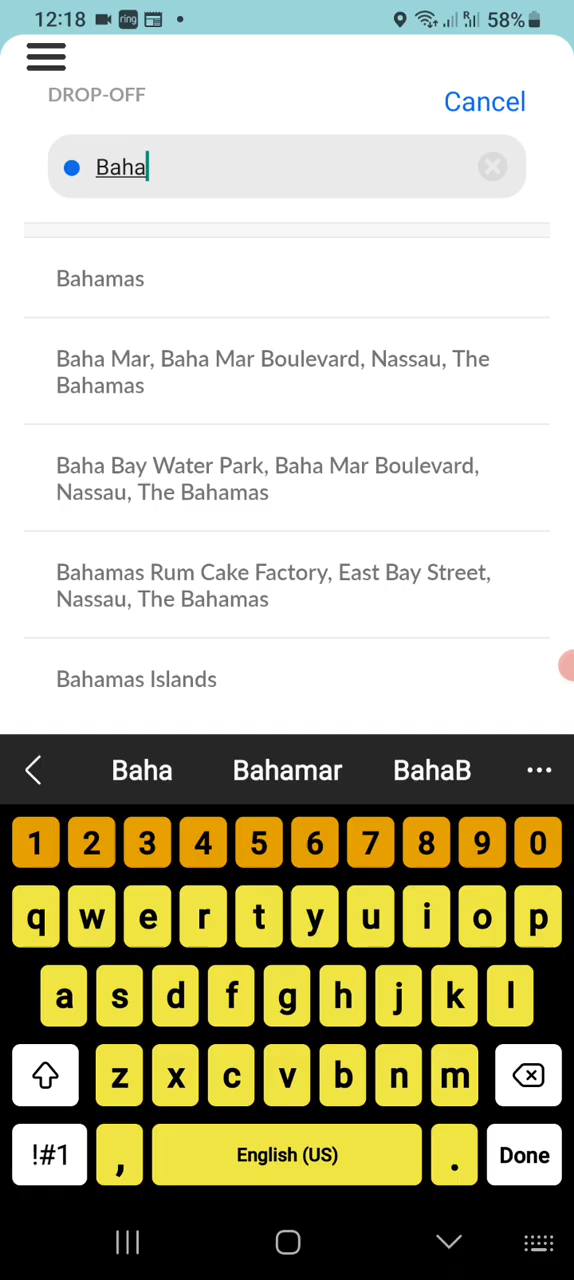 12:18 ring 58%
DROP-OFF
Cancel
Baha
Bahamas
Baha Mar, Baha Mar Boulevard, Nassau, The
Bahamas
Baha Bay Water Park, Baha Mar Boulevard,
Nassau, The Bahamas
Bahamas Rum Cake Factory, East Bay Street,
Nassau, The Bahamas
Bahamas Islands
Baha Bahamar BahaB
1 2 3 4 5 6 7 8 9 0
q w e r t y u i o p
a s d f g h j k l
z x c v b n m
!#1 , English (US) . Done